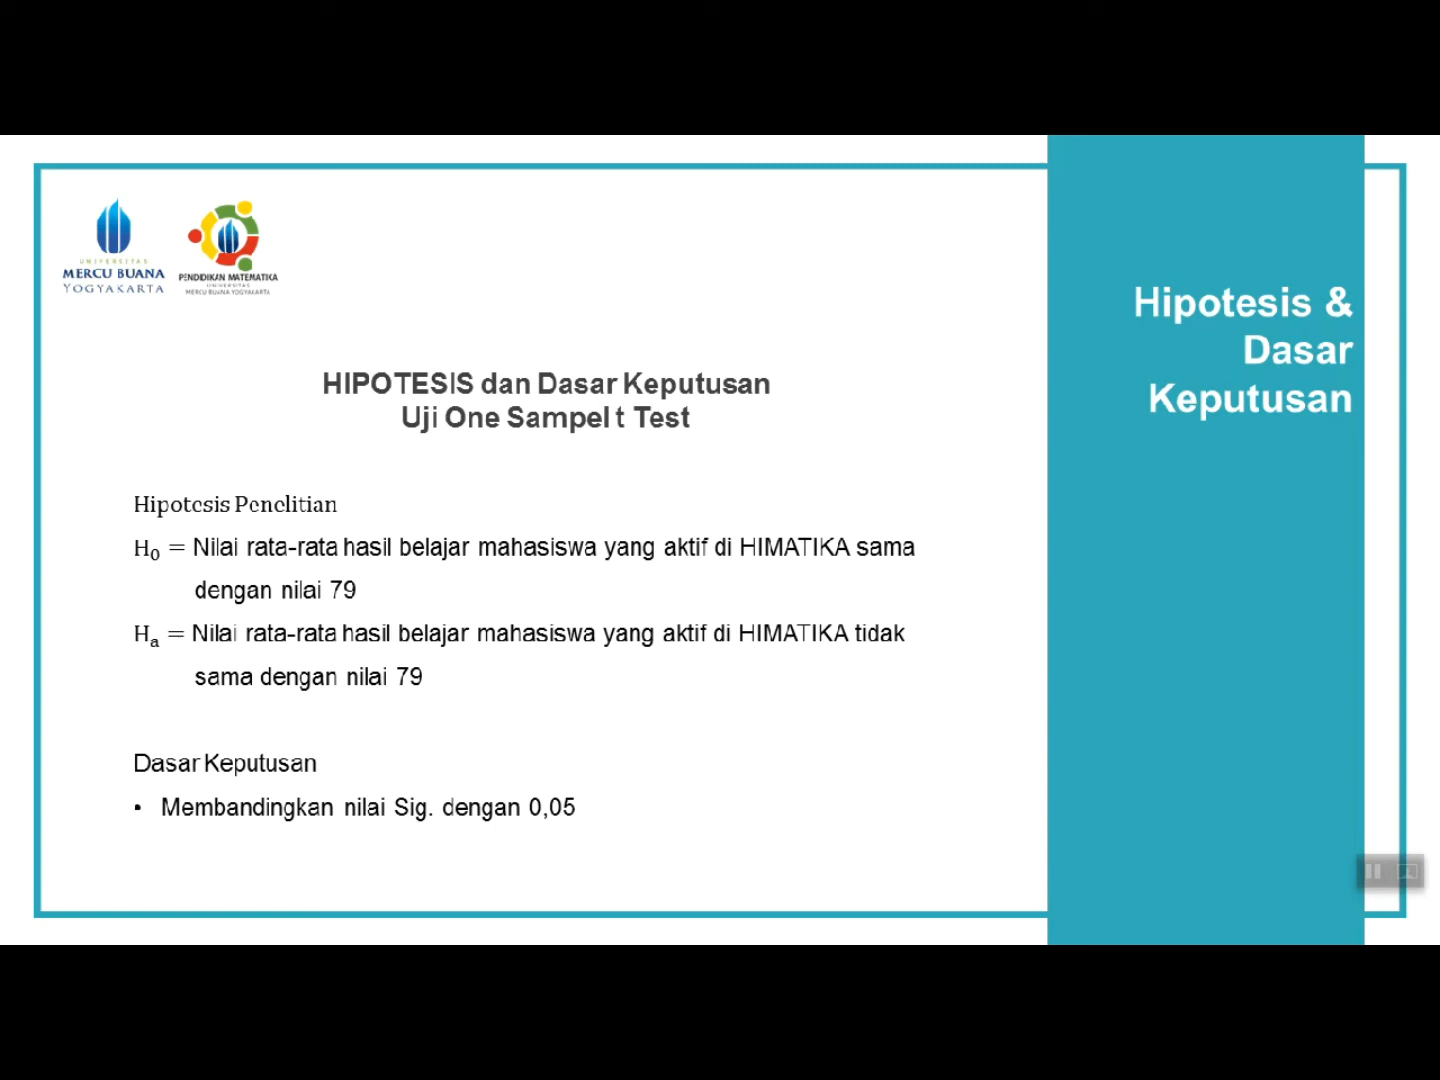 UNIVERSITAS
MERCU BUANA
YOGYAKARTA
PENDIDIKAN MATEMATIKA
UNIVERSITAS
MERCU BUANA YOGYAKARTA
Hipotesis &
Dasar
Keputusan
HIPOTESIS dan Dasar Keputusan
Uji One Sampel t Test
Hipotesis Penelitian
H₀ = Nilai rata-rata hasil belajar mahasiswa yang aktif di HIMATIKA sama
dengan nilai 79
Hₐ = Nilai rata-rata hasil belajar mahasiswa yang aktif di HIMATIKA tidak
sama dengan nilai 79
Dasar Keputusan
• Membandingkan nilai Sig. dengan 0,05